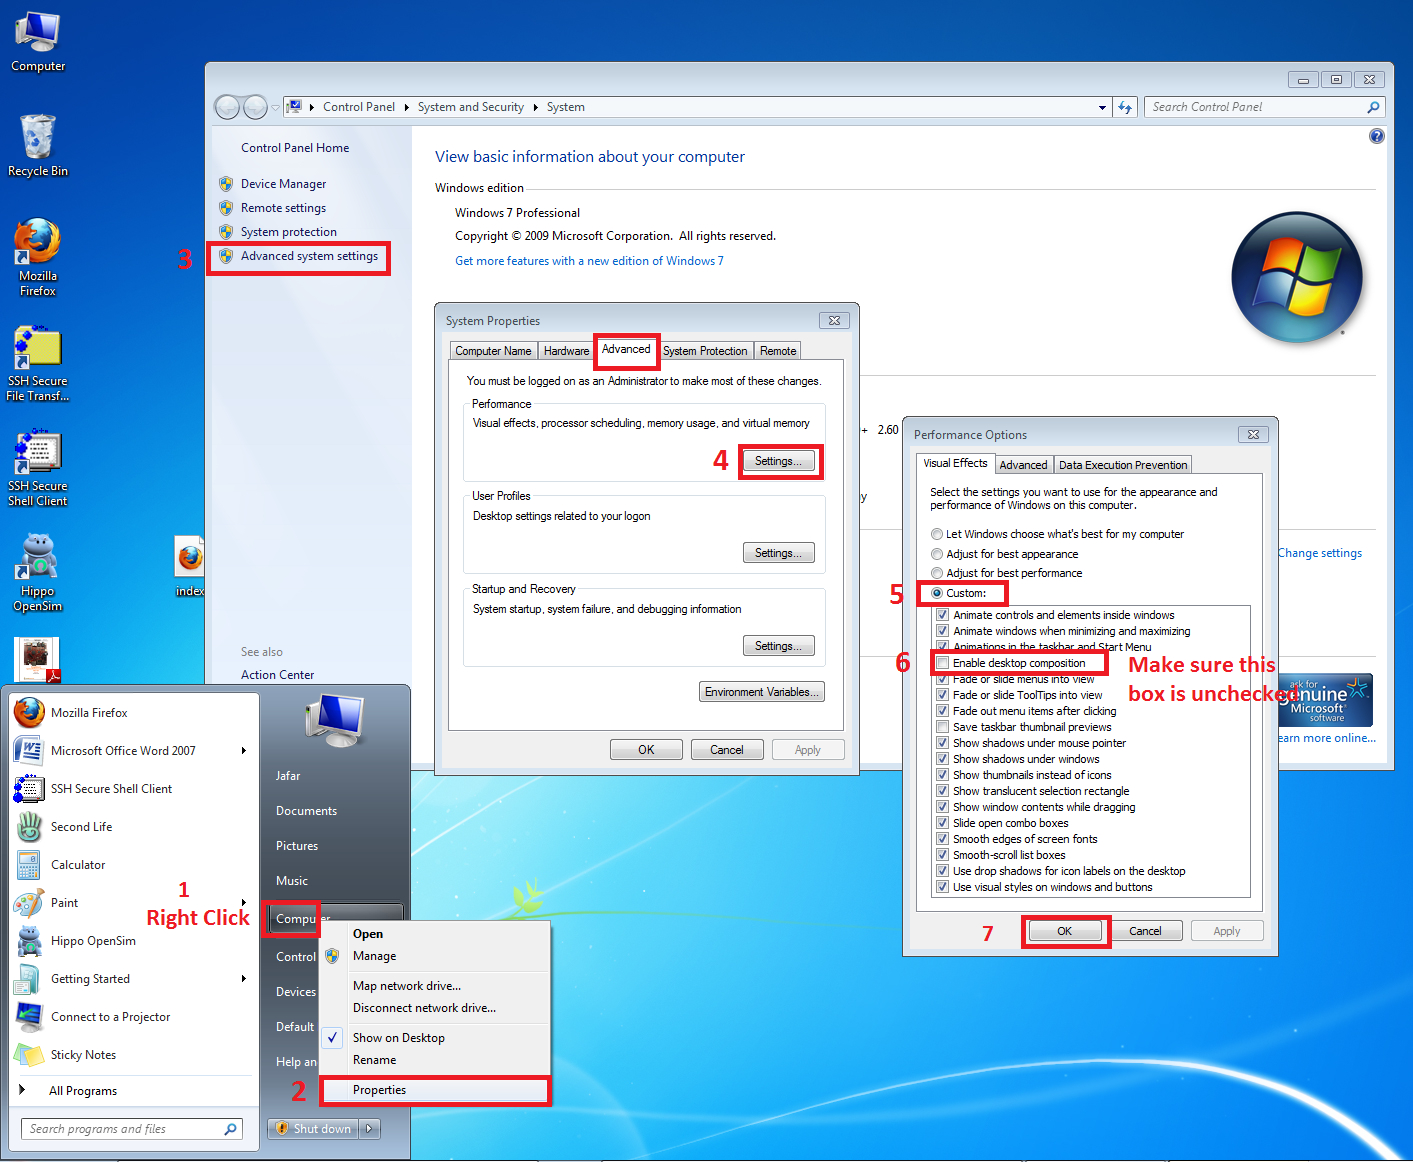 Computer
Recycle Bin
Mozilla
Firefox
SSH Secure
File Transf...
SSH Secure
Shell Client
Hippo
OpenSim
index
Control Panel
System and Security
System
Search Control Panel
Control Panel Home
Device Manager
Remote settings
System protection
3
Advanced system settings
See also
Action Center
View basic information about your computer
Windows edition
Windows 7 Professional
Copyright © 2009 Microsoft Corporation.  All rights reserved.
Get more features with a new edition of Windows 7
+ 2.60
Change settings
ask for
genuine
Microsoft
software
earn more online...
System Properties
Computer Name
Hardware
Advanced
System Protection
Remote
You must be logged on as an Administrator to make most of these changes.
Performance
Visual effects, processor scheduling, memory usage, and virtual memory
4
Settings...
User Profiles
Desktop settings related to your logon
Settings...
Startup and Recovery
System startup, system failure, and debugging information
Settings...
Environment Variables...
OK
Cancel
Apply
Performance Options
Visual Effects
Advanced
Data Execution Prevention
Select the settings you want to use for the appearance and
performance of Windows on this computer.
Let Windows choose what's best for my computer
Adjust for best appearance
Adjust for best performance
5
Custom:
Animate controls and elements inside windows
Animate windows when minimizing and maximizing
Animations in the taskbar and Start Menu
6
Enable desktop composition
Make sure this
box is unchecked
Fade or slide menus into view
Fade or slide ToolTips into view
Fade out menu items after clicking
Save taskbar thumbnail previews
Show shadows under mouse pointer
Show shadows under windows
Show thumbnails instead of icons
Show translucent selection rectangle
Show window contents while dragging
Slide open combo boxes
Smooth edges of screen fonts
Smooth-scroll list boxes
Use drop shadows for icon labels on the desktop
Use visual styles on windows and buttons
7
OK
Cancel
Apply
Mozilla Firefox
Microsoft Office Word 2007
SSH Secure Shell Client
Second Life
Calculator
Paint
Hippo OpenSim
Getting Started
Connect to a Projector
Sticky Notes
All Programs
Search programs and files
Jafar
Documents
Pictures
Music
1
Right Click
Computer
Control
Devices
Default
Help an
Shut down
Open
Manage
Map network drive...
Disconnect network drive...
Show on Desktop
Rename
2
Properties